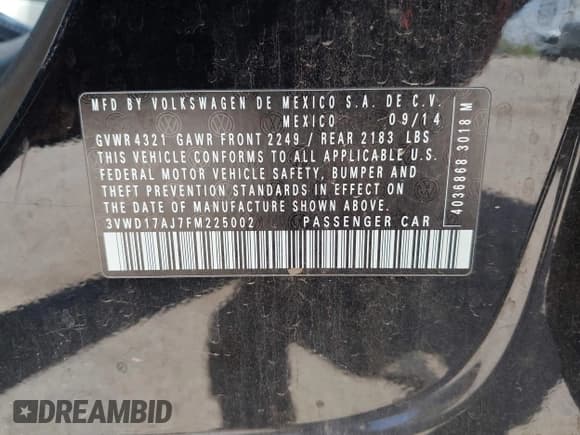 MFD BY VOLKSWAGEN DE MEXICO S.A. DE C.V.
MEXICO 09/14
GVWR 4321 GAWR FRONT 2249 / REAR 2183 LBS
THIS VEHICLE CONFORMS TO ALL APPLICABLE U.S.
FEDERAL MOTOR VEHICLE SAFETY, BUMPER AND
THEFT PREVENTION STANDARDS IN EFFECT ON
THE DATE OF MANUFACTURE SHOWN ABOVE.
3VWD17AJ7FM225002 PASSENGER CAR
4036868 3018 M
DREAMBID